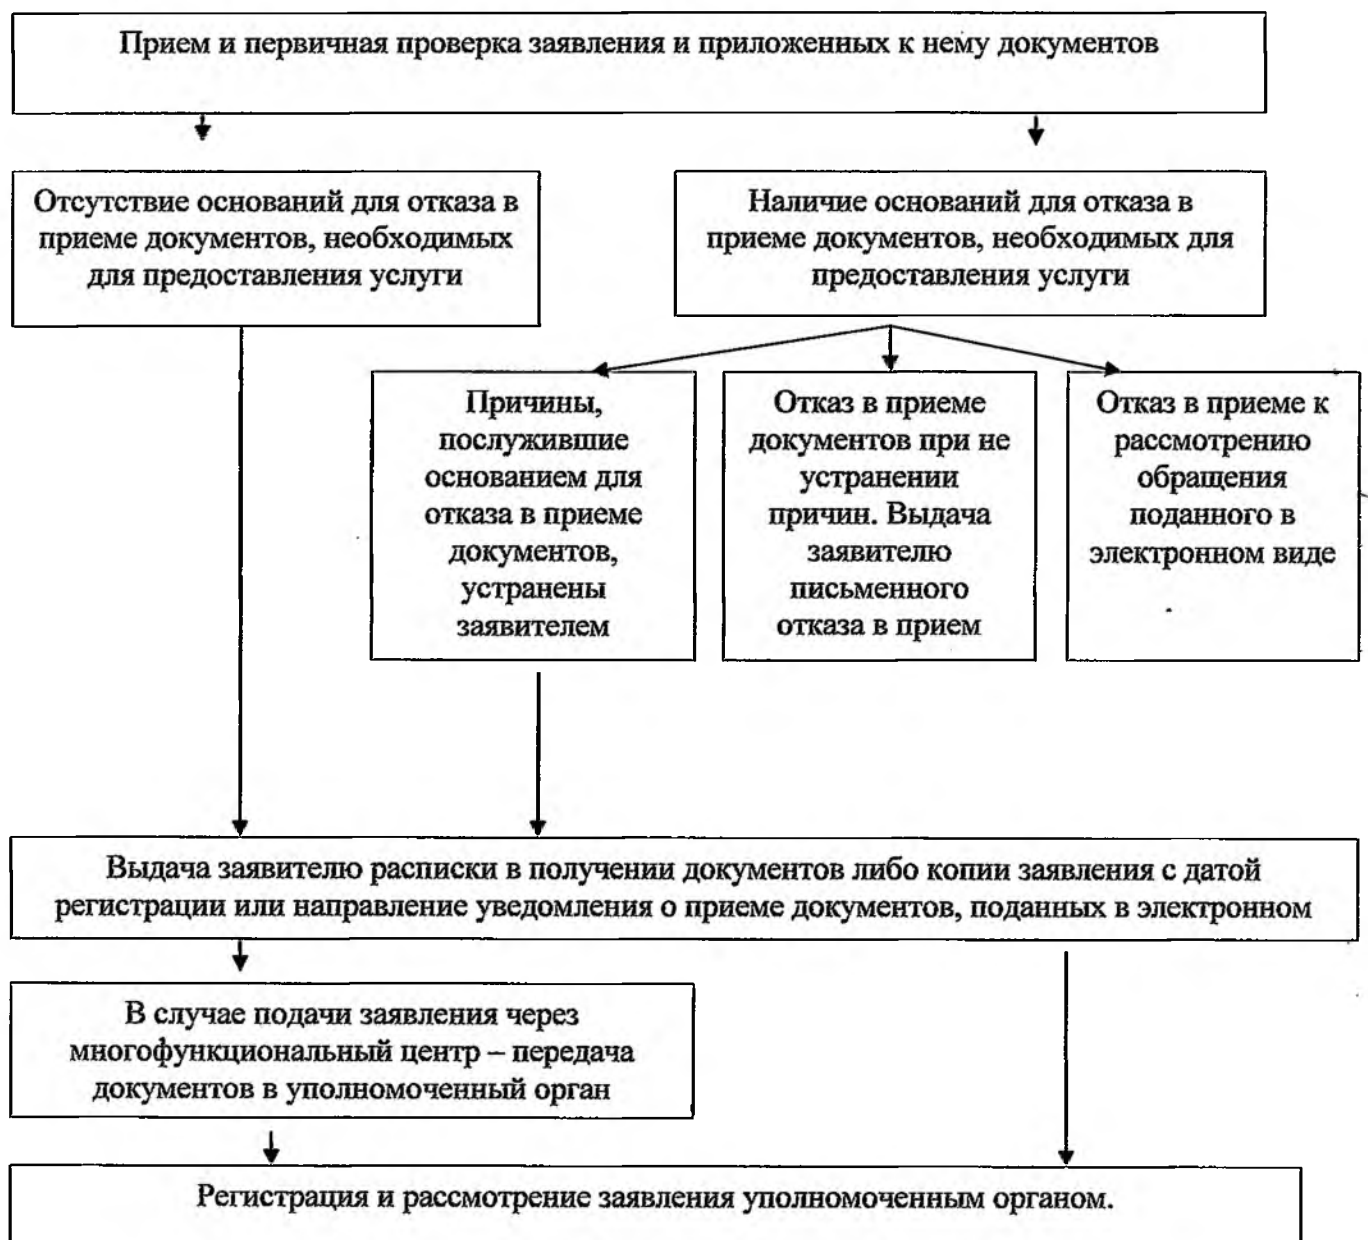 Прием и первичная проверка заявления и приложенных к нему документов
Отсутствие оснований для отказа в
приеме документов, необходимых
для предоставления услуги
Наличие оснований для отказа в
приеме документов, необходимых для
предоставления услуги
Причины,
послужившие
основанием для
отказа в приеме
документов,
устранены
заявителем
Отказ в приеме
документов при не
устранении
причин. Выдача
заявителю
письменного
отказа в прием
Отказ в приеме к
рассмотрению
обращения
поданного в
электронном виде
Выдача заявителю расписки в получении документов либо копии заявления с датой
регистрации или направление уведомления о приеме документов, поданных в электронном
В случае подачи заявления через
многофункциональный центр – передача
документов в уполномоченный орган
Регистрация и рассмотрение заявления уполномоченным органом.